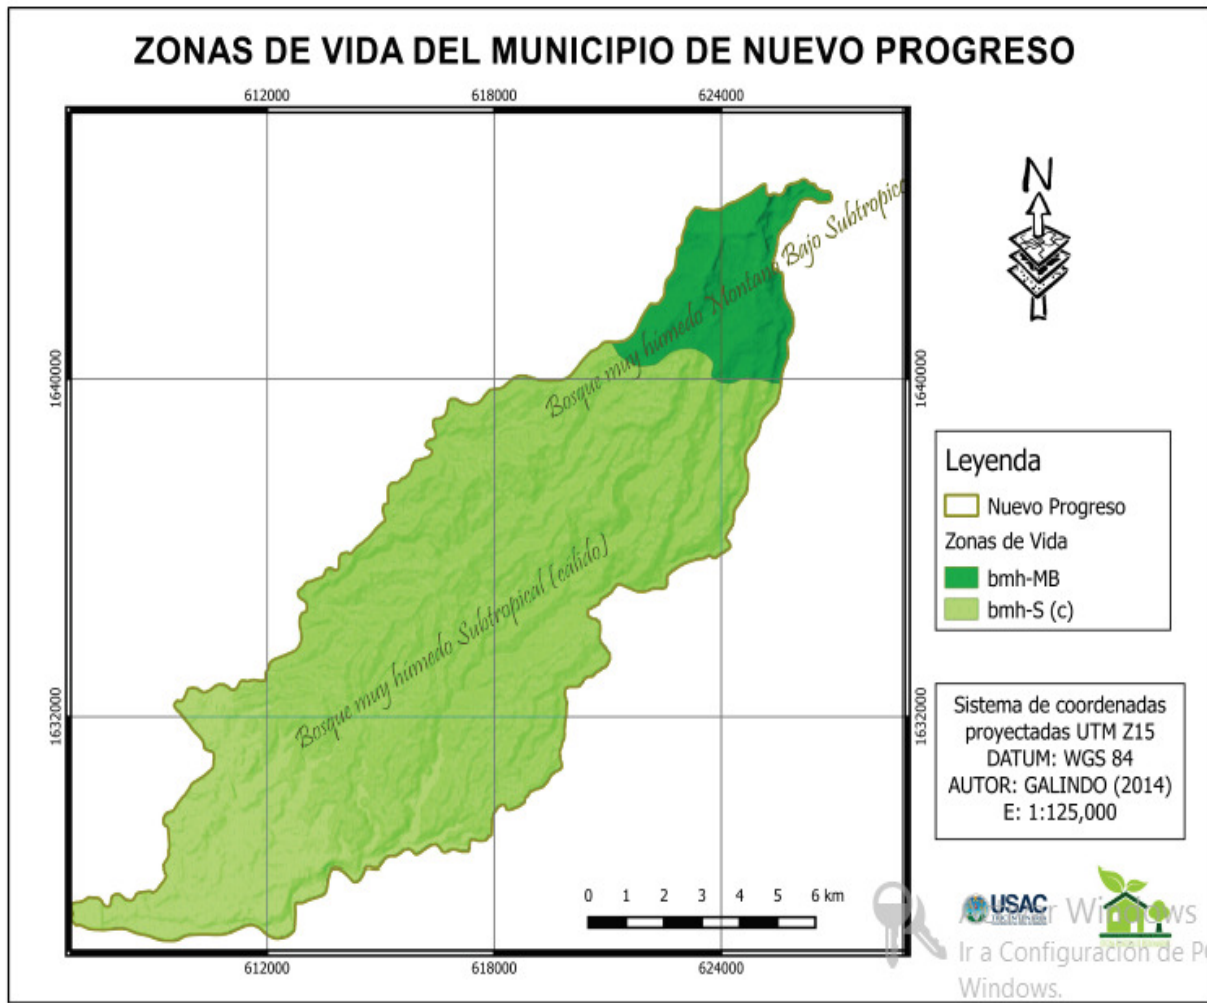 ZONAS DE VIDA DEL MUNICIPIO DE NUEVO PROGRESO
612000 618000 624000
N
Bosque muy húmedo Montano Bajo Subtropic
1640000 1640000
Leyenda
Nuevo Progreso
Zonas de Vida
bmh-MB
bmh-S (c)
Bosque muy húmedo Subtropical (cálido)
1632000 1632000
Sistema de coordenadas
proyectadas UTM Z15
DATUM: WGS 84
AUTOR: GALINDO (2014)
E: 1:125,000
0 1 2 3 4 5 6 km
USAC
Ir a Configuración de P
Windows.
612000 618000 624000